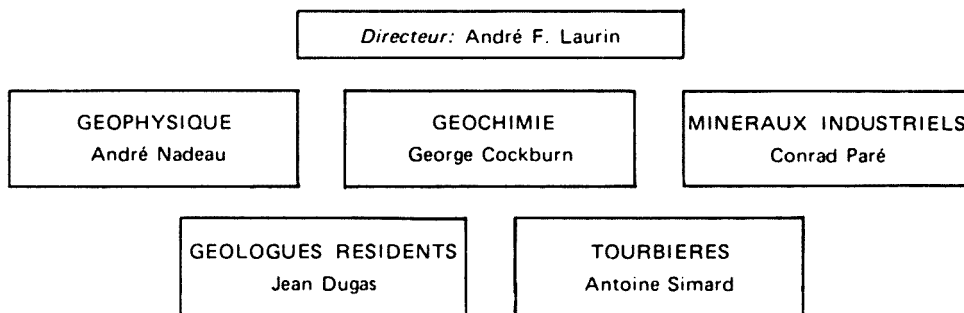 Directeur: André F. Laurin
GEOPHYSIQUE
André Nadeau
GEOCHIMIE
George Cockburn
MINERAUX INDUSTRIELS
Conrad Paré
GEOLOGUES RESIDENTS
Jean Dugas
TOURBIERES
Antoine Simard